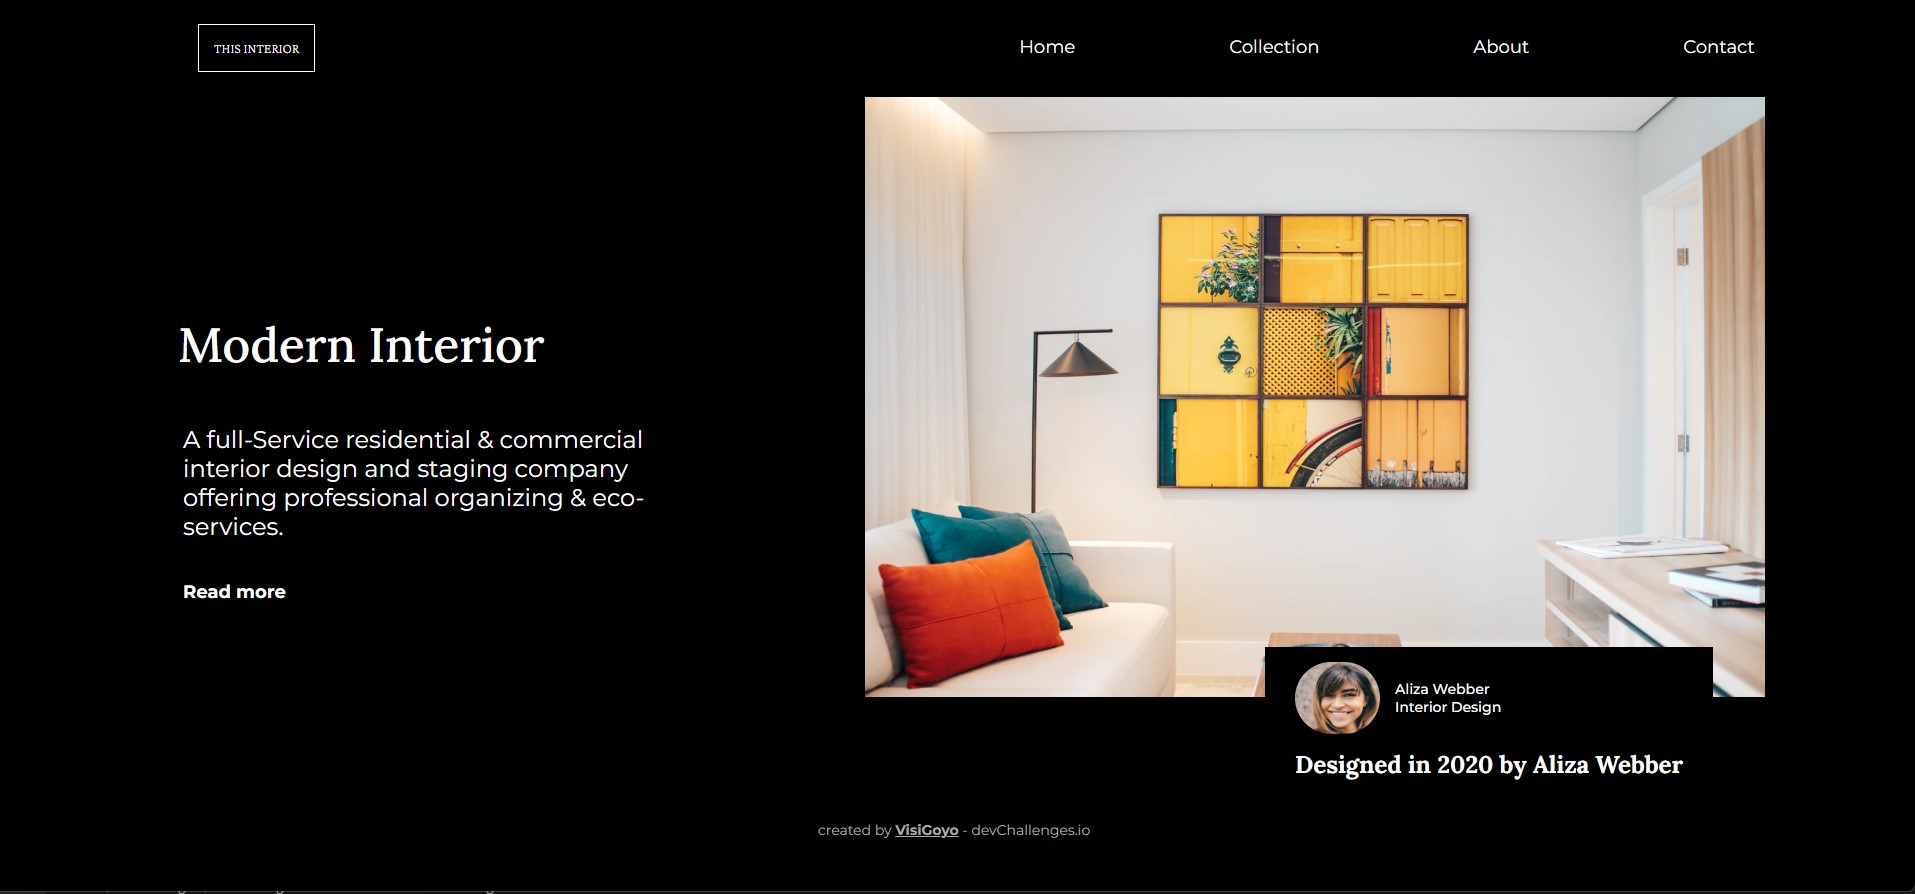 THIS INTERIOR
Home
Collection
About
Contact
Modern Interior
A full-Service residential & commercial
interior design and staging company
offering professional organizing & eco-
services.
Read more
Aliza Webber
Interior Design
Designed in 2020 by Aliza Webber
created by VisiGoyo - devChallenges.io